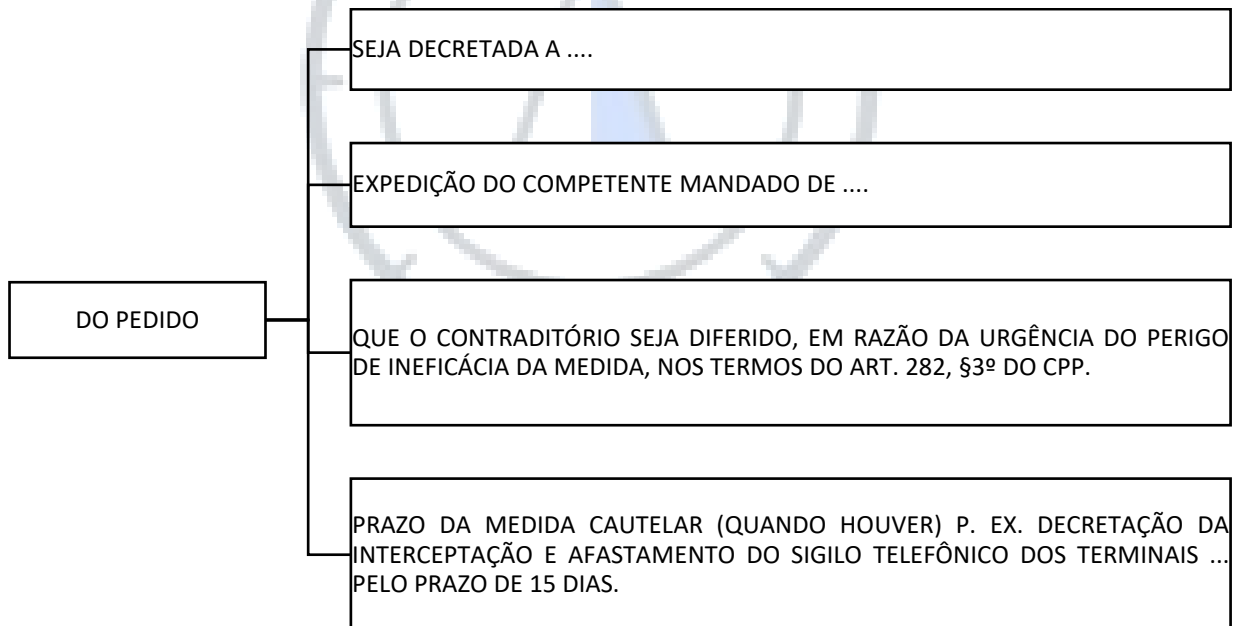 SEJA DECRETADA A ....
EXPEDIÇÃO DO COMPETENTE MANDADO DE ....
DO PEDIDO
QUE O CONTRADITÓRIO SEJA DIFERIDO, EM RAZÃO DA URGÊNCIA DO PERIGO
DE INEFICÁCIA DA MEDIDA, NOS TERMOS DO ART. 282, §3º DO CPP.
PRAZO DA MEDIDA CAUTELAR (QUANDO HOUVER) P. EX. DECRETAÇÃO DA
INTERCEPTAÇÃO E AFASTAMENTO DO SIGILO TELEFÔNICO DOS TERMINAIS ...
PELO PRAZO DE 15 DIAS.